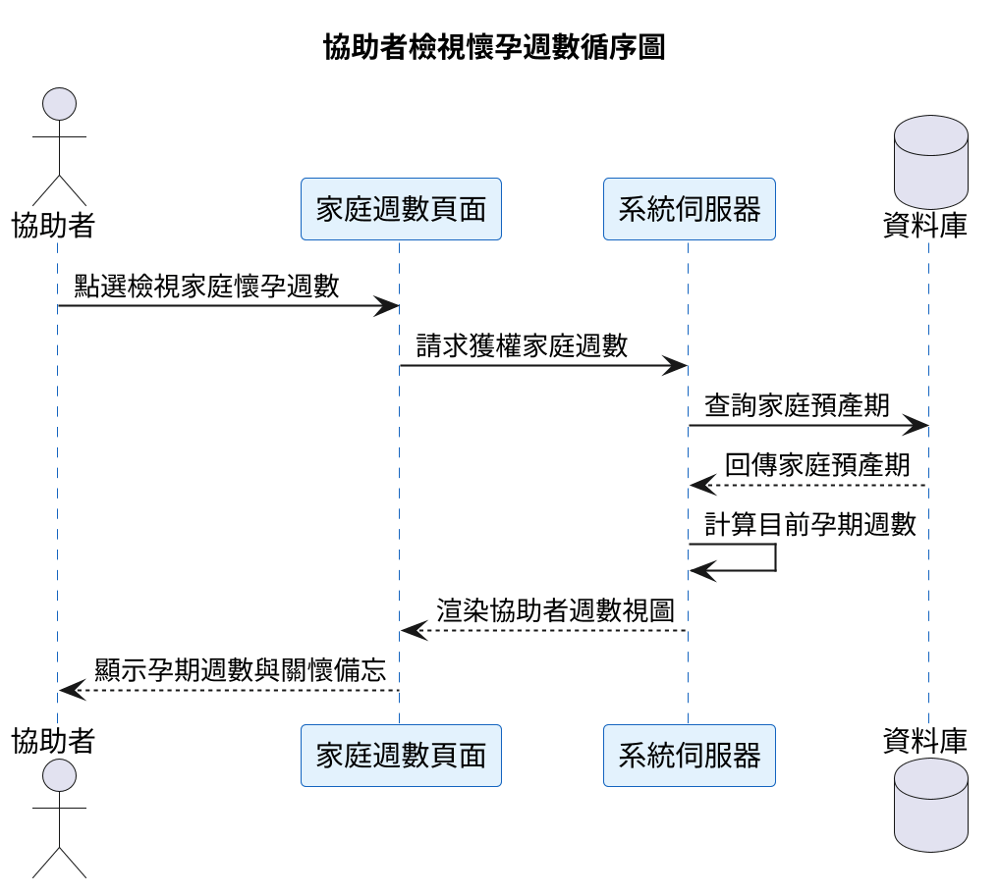 協助者檢視懷孕週數循序圖
協助者
家庭週數頁面
系統伺服器
資料庫
點選檢視家庭懷孕週數
請求獲權家庭週數
查詢家庭預產期
回傳家庭預產期
計算目前孕期週數
渲染協助者週數視圖
顯示孕期週數與關懷備忘
協助者
家庭週數頁面
系統伺服器
資料庫